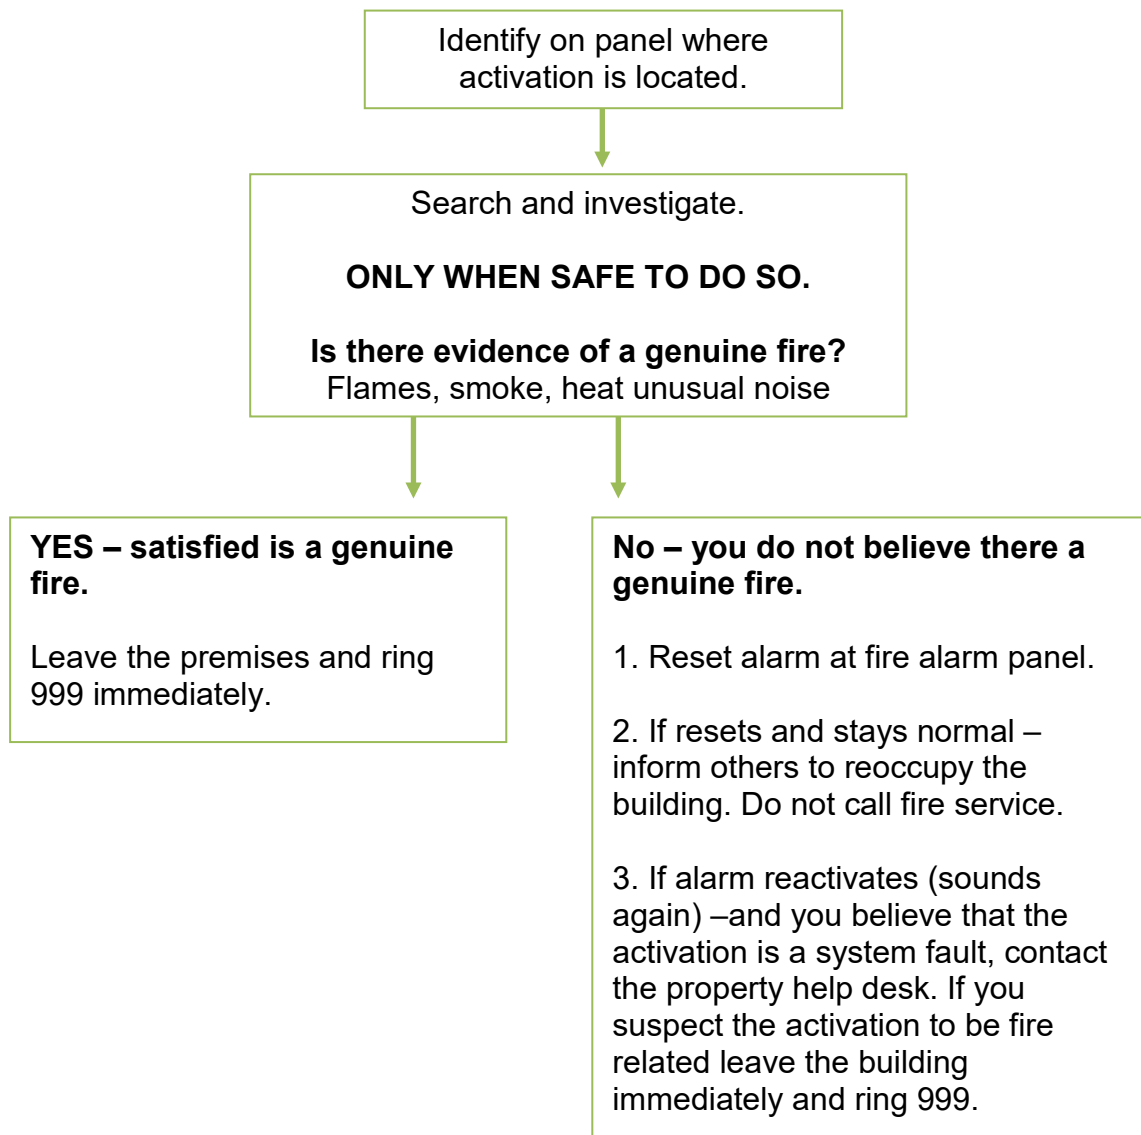 Identify on panel where
activation is located.
Search and investigate.
ONLY WHEN SAFE TO DO SO.
Is there evidence of a genuine fire?
Flames, smoke, heat unusual noise
YES – satisfied is a genuine
fire.
Leave the premises and ring
999 immediately.
No – you do not believe there a
genuine fire.
1. Reset alarm at fire alarm panel.
2. If resets and stays normal –
inform others to reoccupy the
building. Do not call fire service.
3. If alarm reactivates (sounds
again) –and you believe that the
activation is a system fault, contact
the property help desk. If you
suspect the activation to be fire
related leave the building
immediately and ring 999.